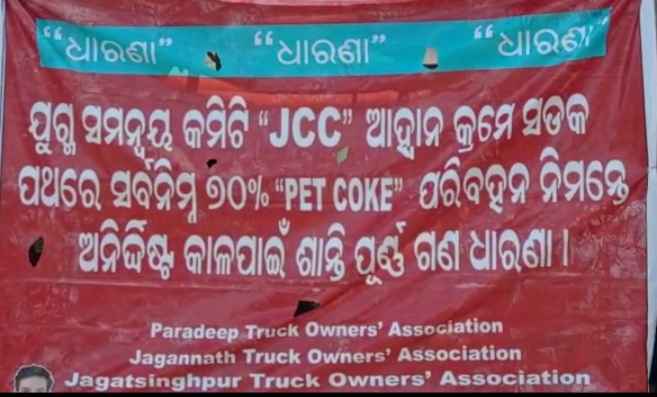 “ଧାରଣା” “ଧାରଣା” “ଧାରଣା”
ଯୁଗ୍ମ ସମନ୍ୱୟ କମିଟି “JCC” ଆହ୍ୱାନ କ୍ରମେ ସଡକ
ପଥରେ ସର୍ବନିମ୍ନ ୭୦% “PET COKE” ପରିବହନ ନିମନ୍ତେ
ଅନିର୍ଦ୍ଦିଷ୍ଟ କାଳପାଇଁ ଶାନ୍ତି ପୂର୍ଣ୍ଣ ଗଣ ଧାରଣା ।
Paradeep Truck Owners’ Association
Jagannath Truck Owners’ Association
Jagatsinghpur Truck Owners’ Association